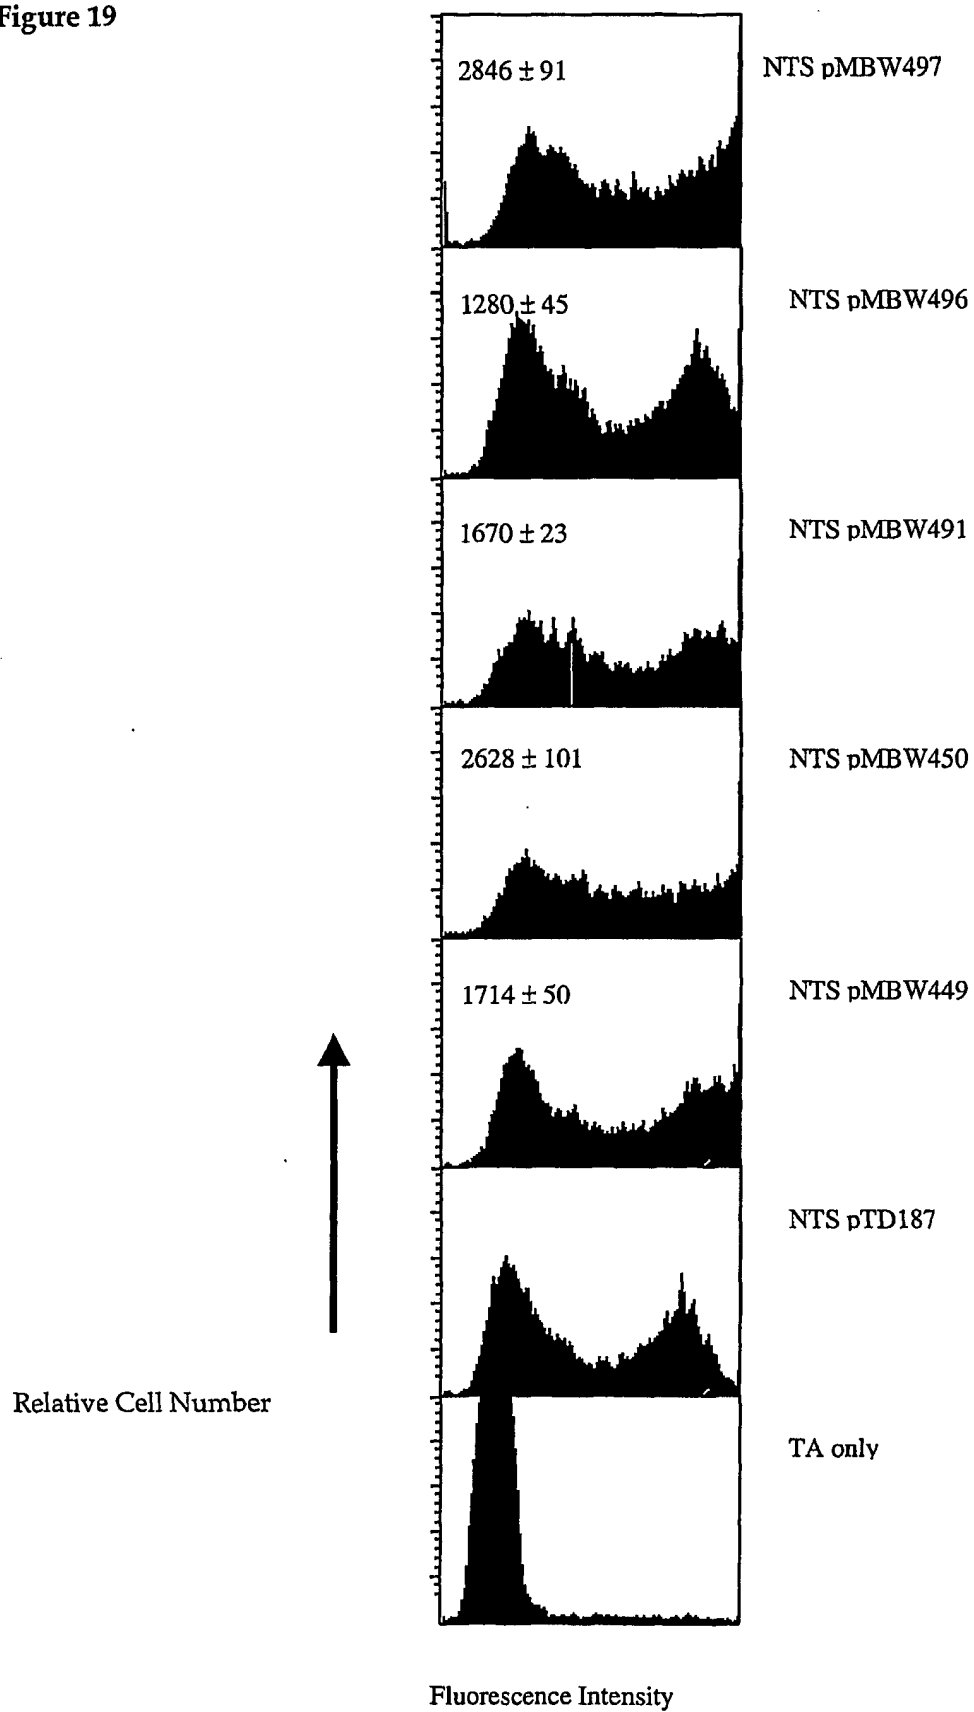 Figure 19
2846 ± 91
NTS pMBW497
1280 ± 45
NTS pMBW496
1670 ± 23
NTS pMBW491
2628 ± 101
NTS pMBW450
1714 ± 50
NTS pMBW449
NTS pTD187
Relative Cell Number
TA only
Fluorescence Intensity